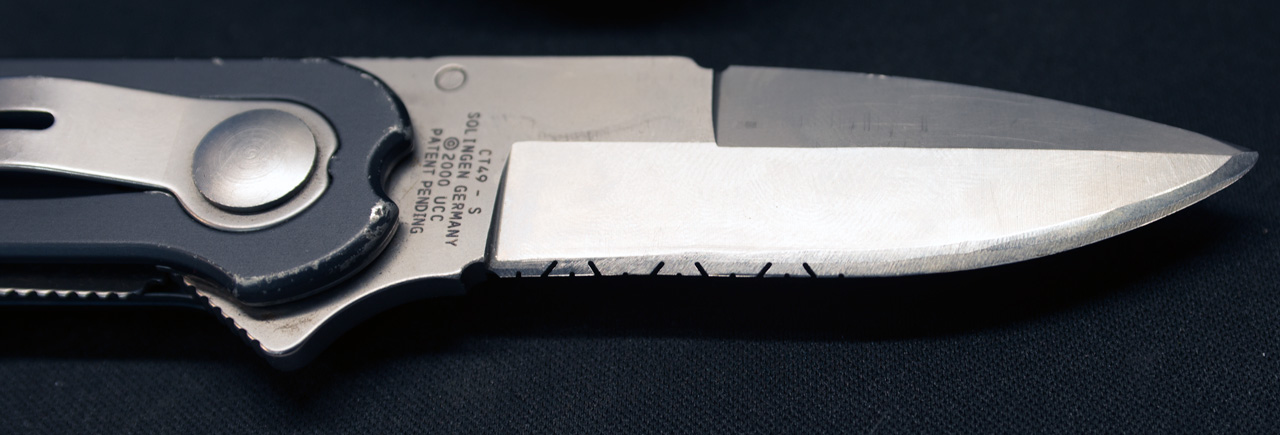 CT49 - S
SOLINGEN GERMANY
©2000 UCC
PATENT PENDING